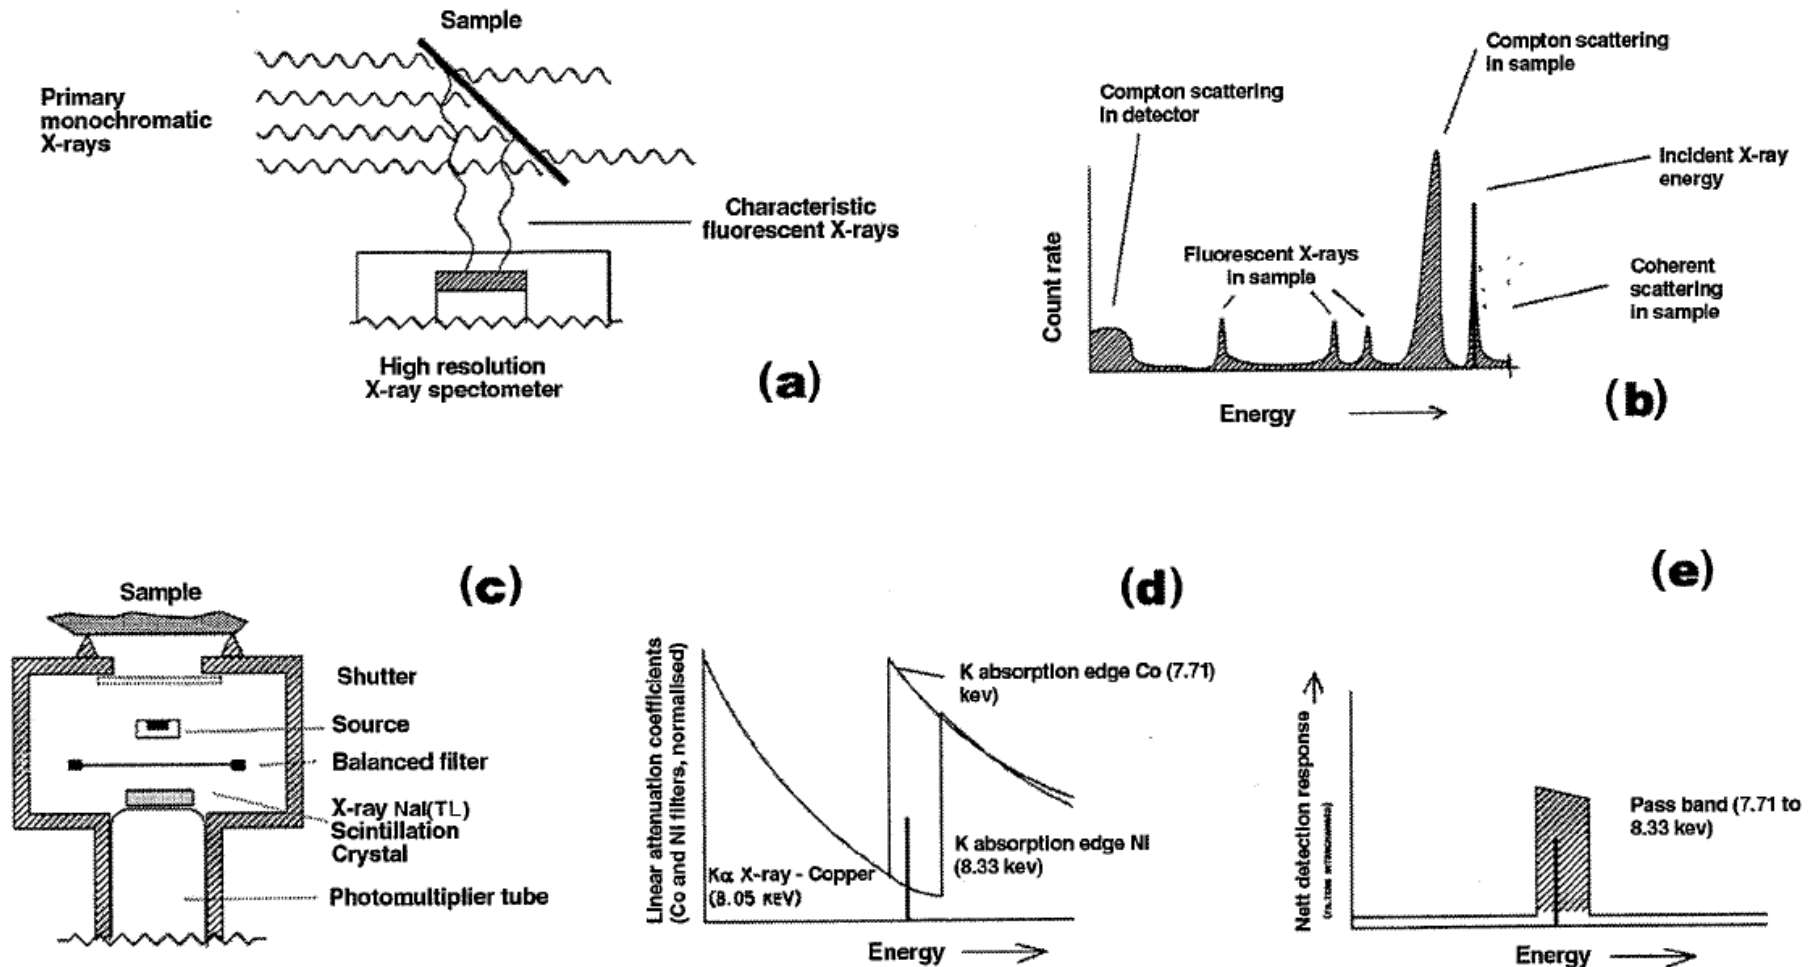 Sample
Primary
monochromatic
X-rays
Characteristic
fluorescent X-rays
High resolution
X-ray spectometer
(a)
Compton scattering
in sample
Compton scattering
in detector
Incident X-ray
energy
Fluorescent X-rays
in sample
Coherent
scattering
in sample
Count rate
Energy
(b)
(c)
Sample
Shutter
Source
Balanced filter
X-ray NaI(TL)
Scintillation
Crystal
Photomultiplier tube
(d)
Linear attenuation coefficients
(Co and Ni filters, normalised)
K absorption edge Co (7.71)
kev)
K absorption edge Ni
(8.33 kev)
Kα X-ray - Copper
(8.05 KEV)
Energy
(e)
Nett detection response
(FILTERS INTERCHANGED)
Pass band (7.71 to
8.33 kev)
Energy